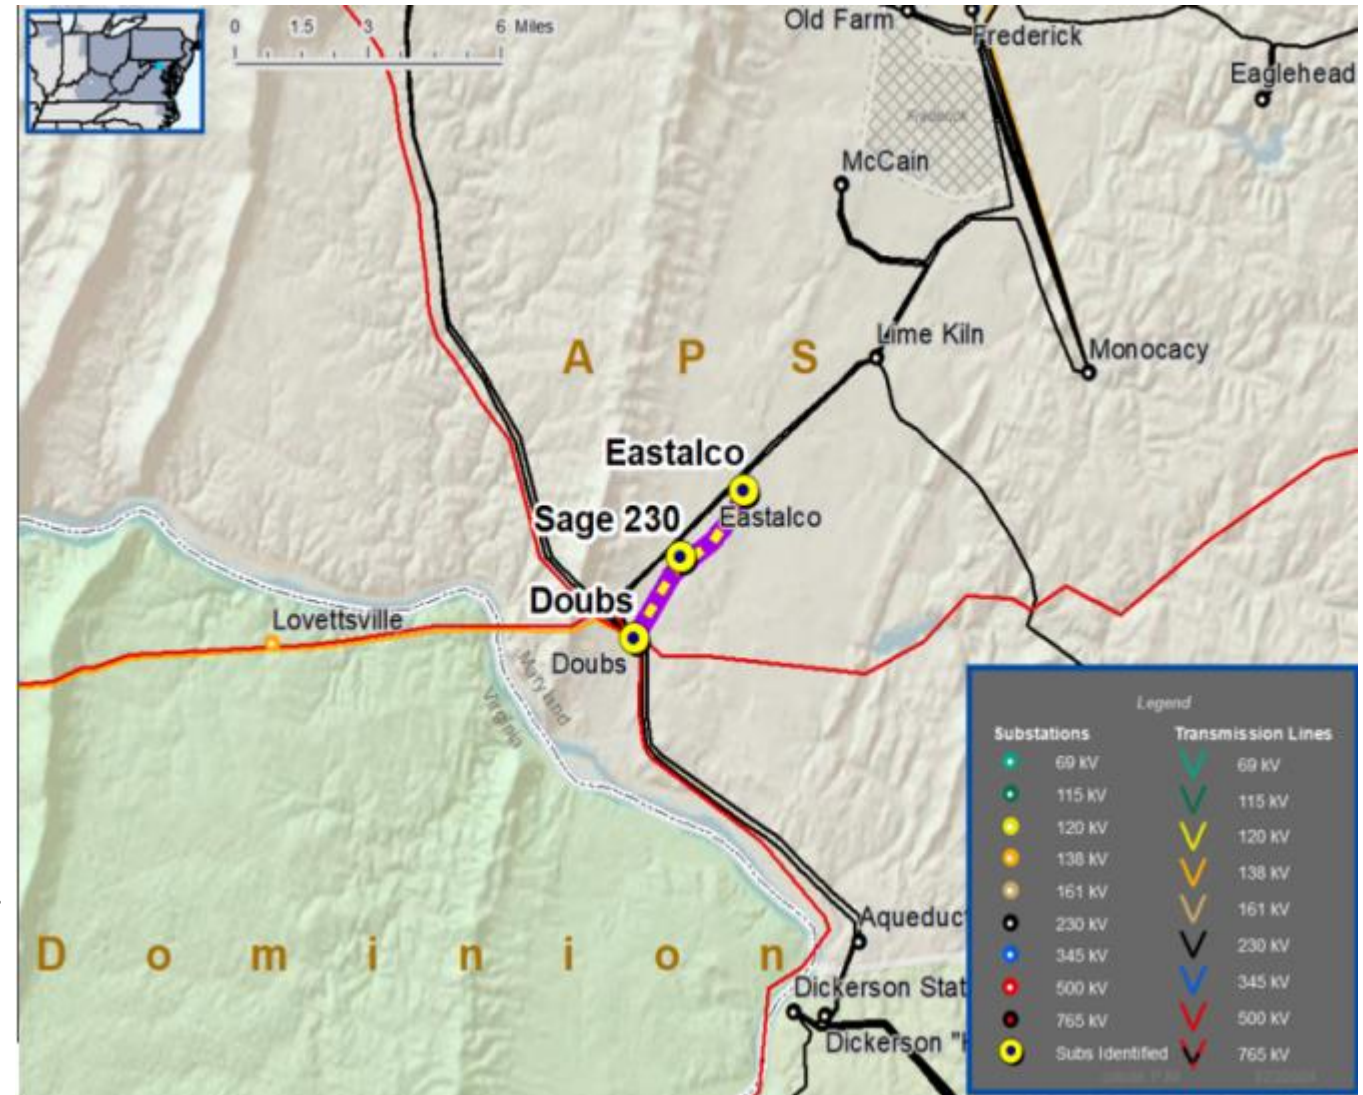 0 1.5 3 6 Miles
Old Farm
Frederick
Eaglehead
Frederick
McCain
Lime Kiln
Monocacy
A P S
Eastalco
Eastalco
Sage 230
Doubs
Doubs
Lovettsville
Maryland
Virginia
Dominion
Aqueduc
Dickerson Stat
Dickerson "H
Legend
Substations Transmission Lines
69 kV 69 kV
115 kV 115 kV
120 kV 120 kV
138 kV 138 kV
161 kV 161 kV
230 kV 230 kV
345 kV 345 kV
500 kV 500 kV
765 kV 765 kV
Subs Identified